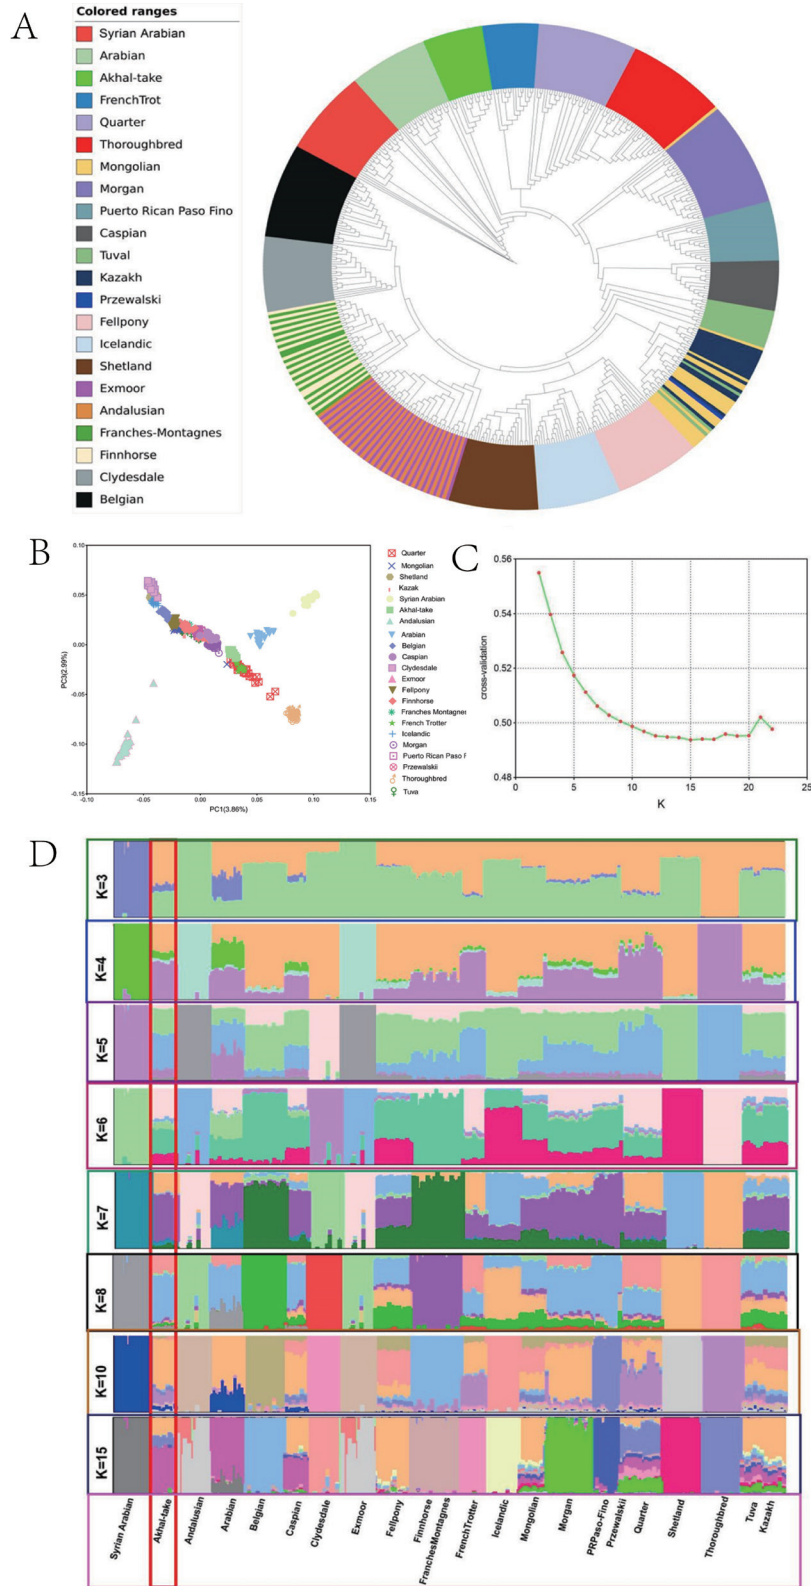 A
Colored ranges
Syrian Arabian
Arabian
Akhal-take
FrenchTrot
Quarter
Thoroughbred
Mongolian
Morgan
Puerto Rican Paso Fino
Caspian
Tuval
Kazakh
Przewalski
Fellpony
Icelandic
Shetland
Exmoor
Andalusian
Franches-Montagnes
Finnhorse
Clydesdale
Belgian
B
0.10
0.05
0.00
-0.05
-0.10
-0.15
PC3(2.99%)
-0.10
-0.05
0.00
0.05
0.10
0.15
PC1(3.86%)
Quarter
Mongolian
Shetland
Kazak
Syrian Arabian
Akhal-take
Andalusian
Arabian
Belgian
Caspian
Clydesdale
Exmoor
Fellpony
Finnhorse
Franches Montagnes
French Trotter
Icelandic
Morgan
Puerto Rican Paso F
Przewalskii
Thoroughbred
Tuva
C
0.56
0.54
0.52
0.50
0.48
cross-validation
0
5
10
15
20
25
K
D
K=3
K=4
K=5
K=6
K=7
K=8
K=10
K=15
Syrian Arabian
Akhal-take
Andalusian
Arabian
Belgian
Caspian
Clydesdale
Exmoor
Fellpony
Finnhorse
FranchesMontagnes
FrenchTrotter
Icelandic
Mongolian
Morgan
PRPaso-Fino
Przewalskii
Quarter
Shetland
Thoroughbred
Tuva
Kazakh